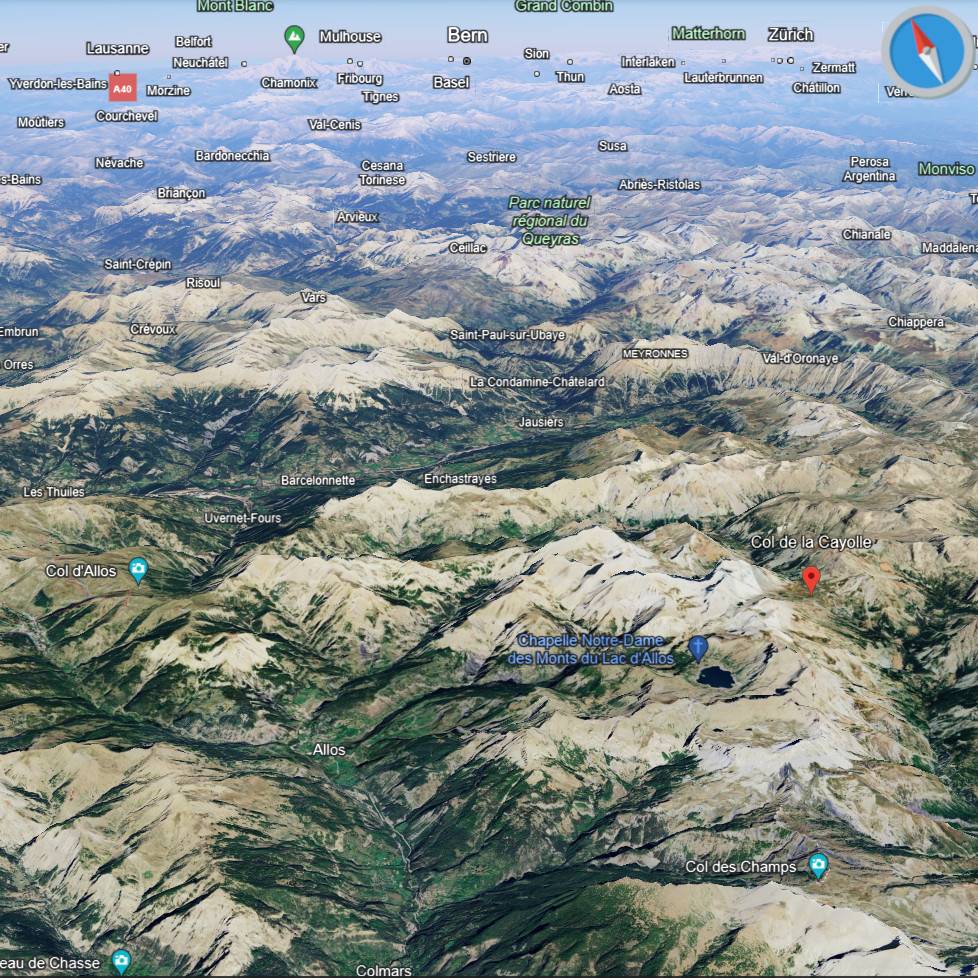 Mont Blanc
Grand Combin
Lausanne
Belfort
Mulhouse
Bern
Matterhorn
Zürich
Neuchâtel
Sion
Interlaken
Zermatt
Yverdon-les-Bains
A40
Morzine
Chamonix
Fribourg
Basel
Thun
Lauterbrunnen
Tignes
Aosta
Châtillon
Moûtiers
Courchevel
Val-Cenis
Névache
Bardonecchia
Cesana
Torinese
Sestriere
Susa
Perosa
Argentina
Monviso
s-Bains
Briançon
Abriès-Ristolas
Parc naturel
régional du
Queyras
Arvieux
Ceillac
Chianale
Maddalena
Saint-Crépin
Risoul
Vars
Embrun
Crévoux
Saint-Paul-sur-Ubaye
Chiappera
Orres
MEYRONNES
Val-d'Oronaye
La Condamine-Châtelard
Jausiers
Les Thuiles
Barcelonnette
Enchastrayes
Uvernet-Fours
Col de la Cayolle
Col d'Allos
Chapelle Notre-Dame
des Monts du Lac d'Allos
Allos
Col des Champs
eau de Chasse
Colmars